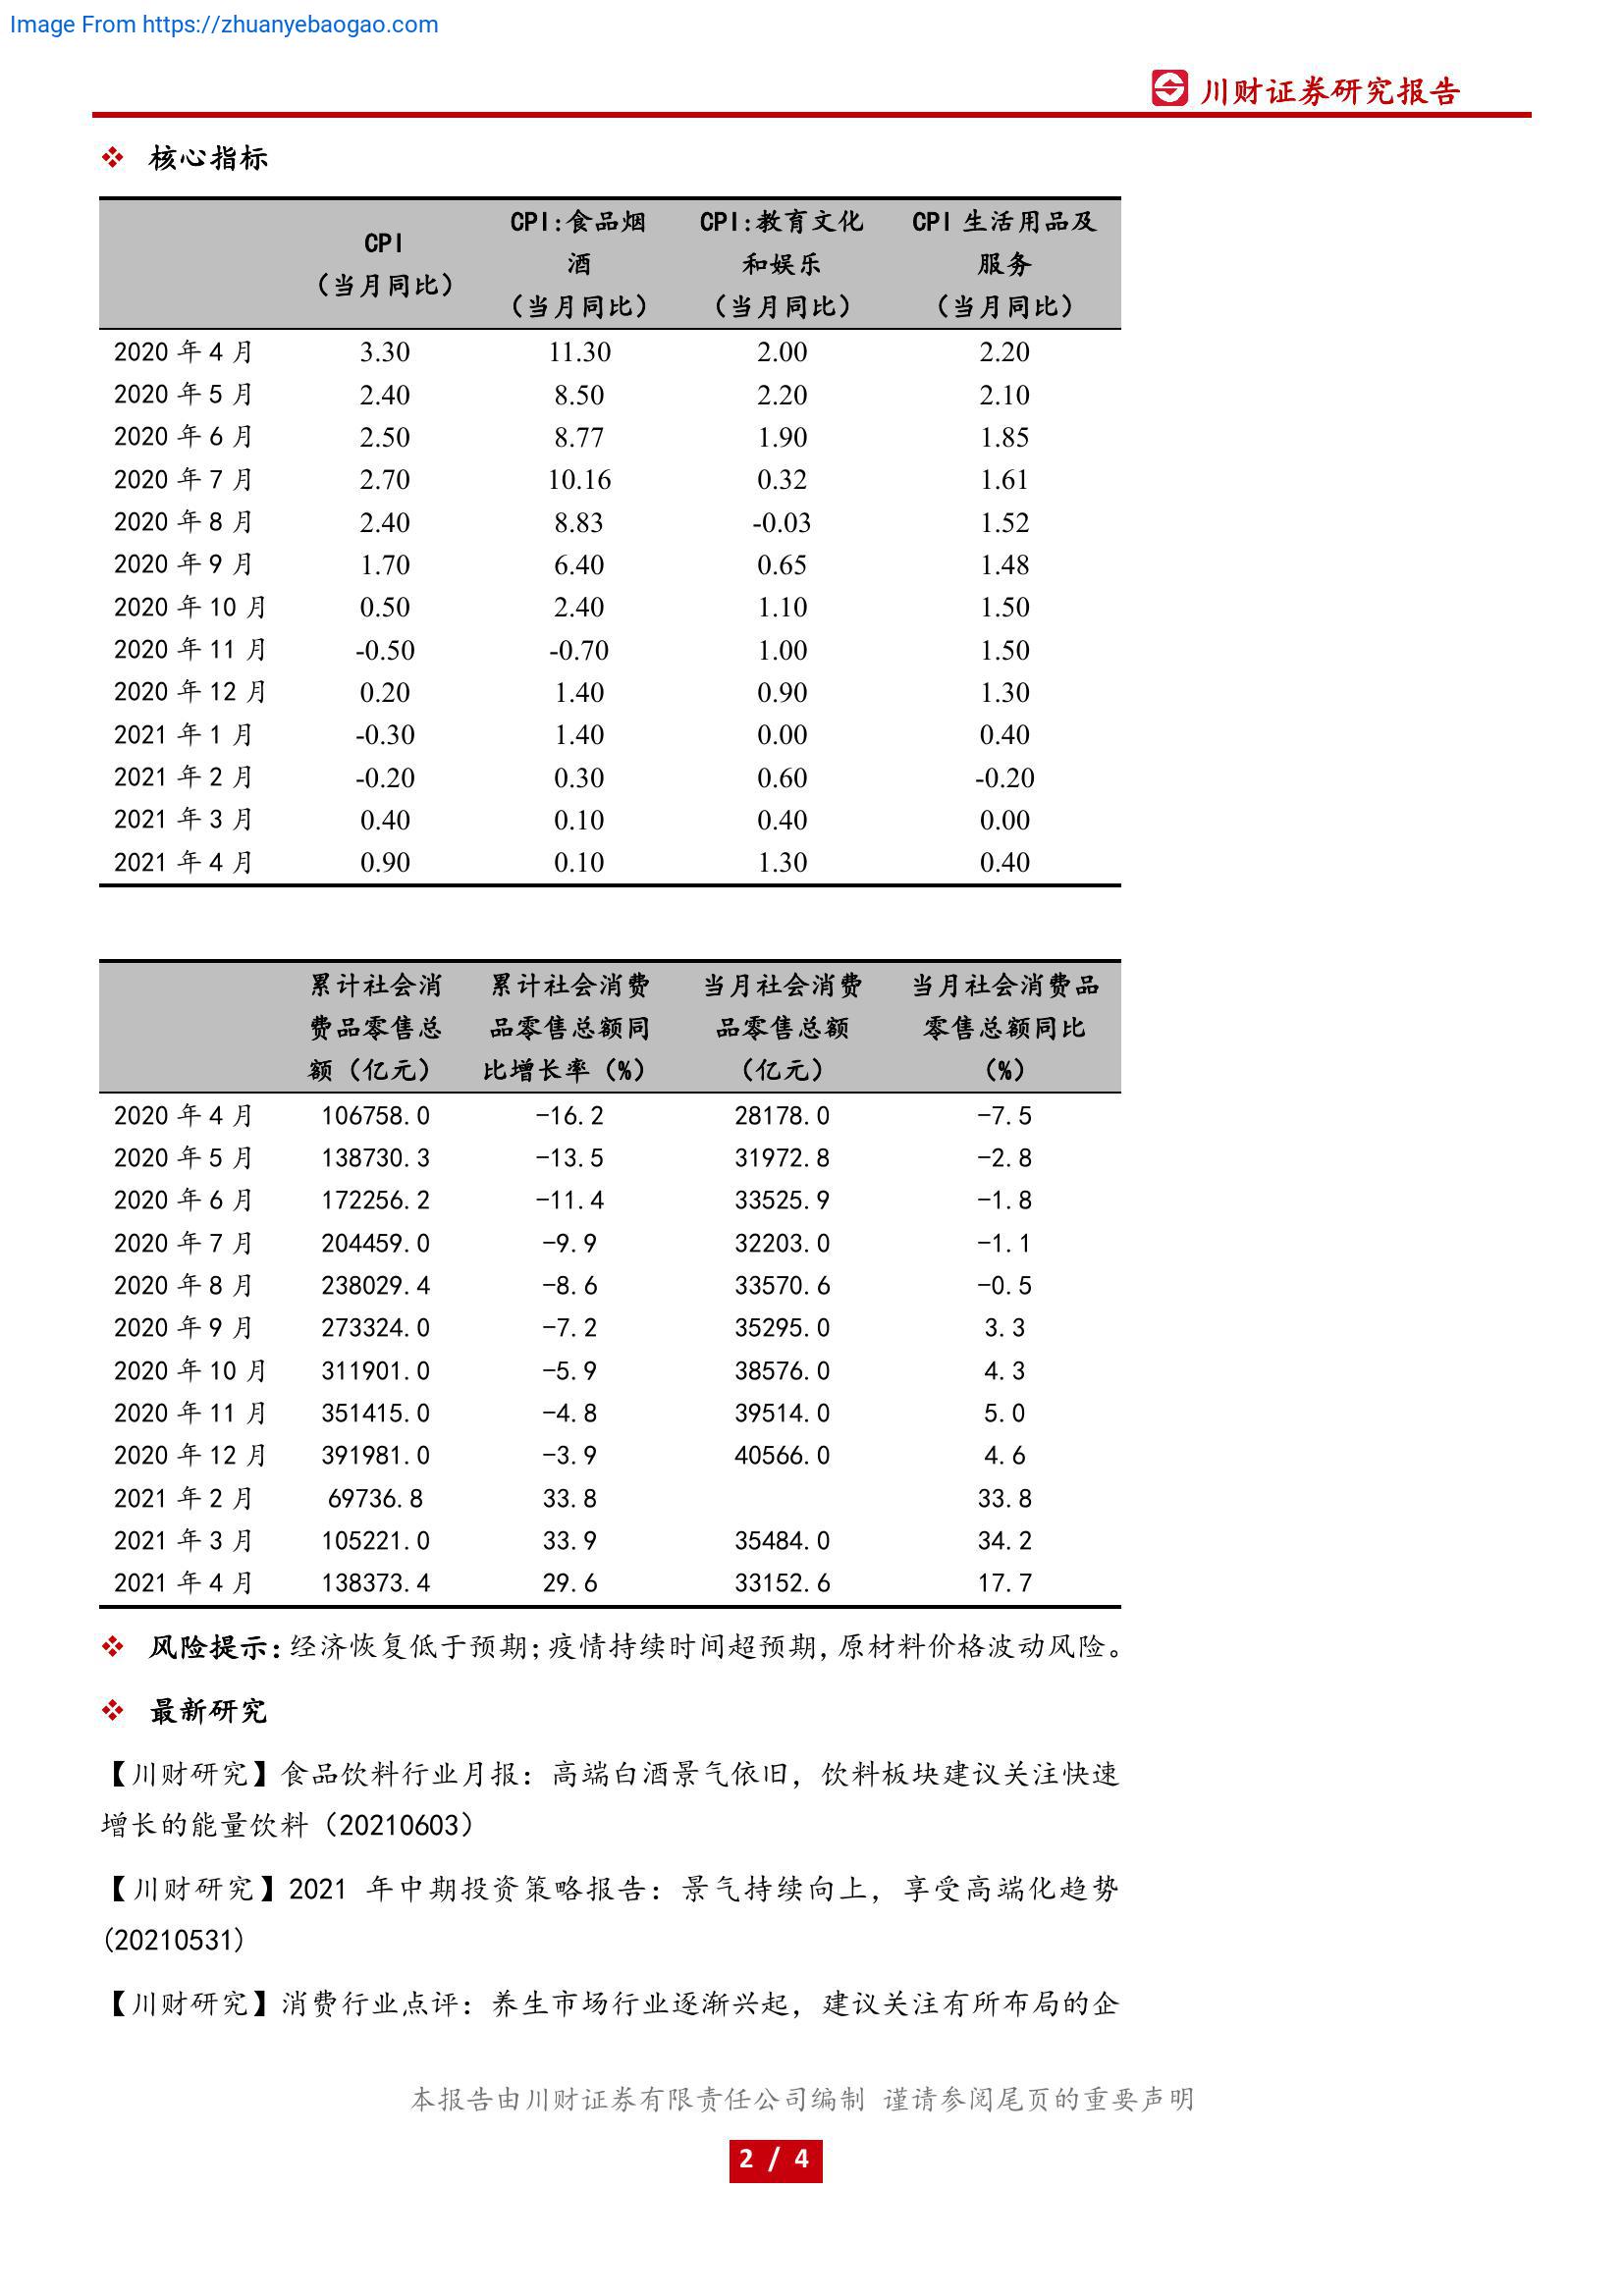 Image From https://zhuanyebaogao.com
川财证券研究报告
❖ 核心指标
CPI
（当月同比）
CPI:食品烟
酒
（当月同比）
CPI:教育文化
和娱乐
（当月同比）
CPI 生活用品及
服务
（当月同比）
2020 年 4 月 3.30 11.30 2.00 2.20
2020 年 5 月 2.40 8.50 2.20 2.10
2020 年 6 月 2.50 8.77 1.90 1.85
2020 年 7 月 2.70 10.16 0.32 1.61
2020 年 8 月 2.40 8.83 -0.03 1.52
2020 年 9 月 1.70 6.40 0.65 1.48
2020 年 10 月 0.50 2.40 1.10 1.50
2020 年 11 月 -0.50 -0.70 1.00 1.50
2020 年 12 月 0.20 1.40 0.90 1.30
2021 年 1 月 -0.30 1.40 0.00 0.40
2021 年 2 月 -0.20 0.30 0.60 -0.20
2021 年 3 月 0.40 0.10 0.40 0.00
2021 年 4 月 0.90 0.10 1.30 0.40
累计社会消
费品零售总
额（亿元）
累计社会消费
品零售总额同
比增长率（%）
当月社会消费
品零售总额
（亿元）
当月社会消费品
零售总额同比
（%）
2020 年 4 月 106758.0 -16.2 28178.0 -7.5
2020 年 5 月 138730.3 -13.5 31972.8 -2.8
2020 年 6 月 172256.2 -11.4 33525.9 -1.8
2020 年 7 月 204459.0 -9.9 32203.0 -1.1
2020 年 8 月 238029.4 -8.6 33570.6 -0.5
2020 年 9 月 273324.0 -7.2 35295.0 3.3
2020 年 10 月 311901.0 -5.9 38576.0 4.3
2020 年 11 月 351415.0 -4.8 39514.0 5.0
2020 年 12 月 391981.0 -3.9 40566.0 4.6
2021 年 2 月 69736.8 33.8 33.8
2021 年 3 月 105221.0 33.9 35484.0 34.2
2021 年 4 月 138373.4 29.6 33152.6 17.7
❖ 风险提示：经济恢复低于预期；疫情持续时间超预期，原材料价格波动风险。
❖ 最新研究
【川财研究】食品饮料行业月报：高端白酒景气依旧，饮料板块建议关注快速
增长的能量饮料（20210603）
【川财研究】2021 年中期投资策略报告：景气持续向上，享受高端化趋势
(20210531)
【川财研究】消费行业点评：养生市场行业逐渐兴起，建议关注有所布局的企
本报告由川财证券有限责任公司编制 谨请参阅尾页的重要声明
2 / 4